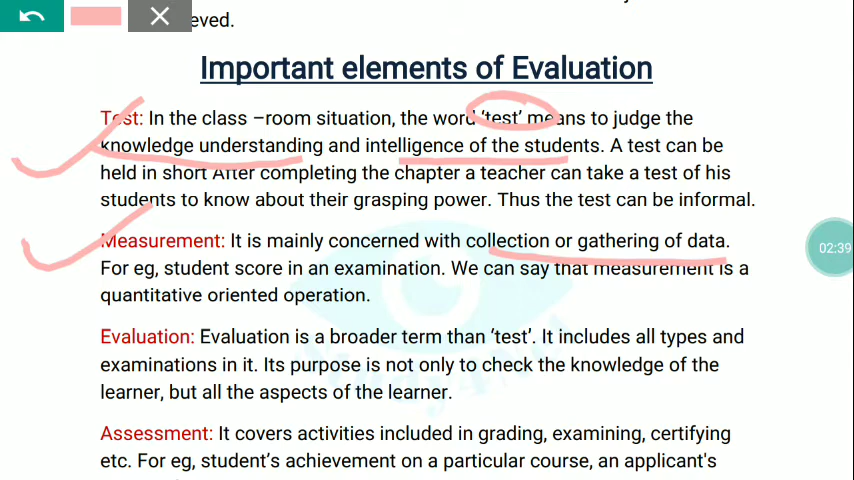 eved.
Important elements of Evaluation
Test: In the class –room situation, the word 'test' means to judge the
knowledge understanding and intelligence of the students. A test can be
held in short After completing the chapter a teacher can take a test of his
students to know about their grasping power. Thus the test can be informal.
Measurement: It is mainly concerned with collection or gathering of data.
02:39
For eg, student score in an examination. We can say that measurement is a
quantitative oriented operation.
Evaluation: Evaluation is a broader term than 'test'. It includes all types and
examinations in it. Its purpose is not only to check the knowledge of the
learner, but all the aspects of the learner.
Assessment: It covers activities included in grading, examining, certifying
etc. For eg, student's achievement on a particular course, an applicant's